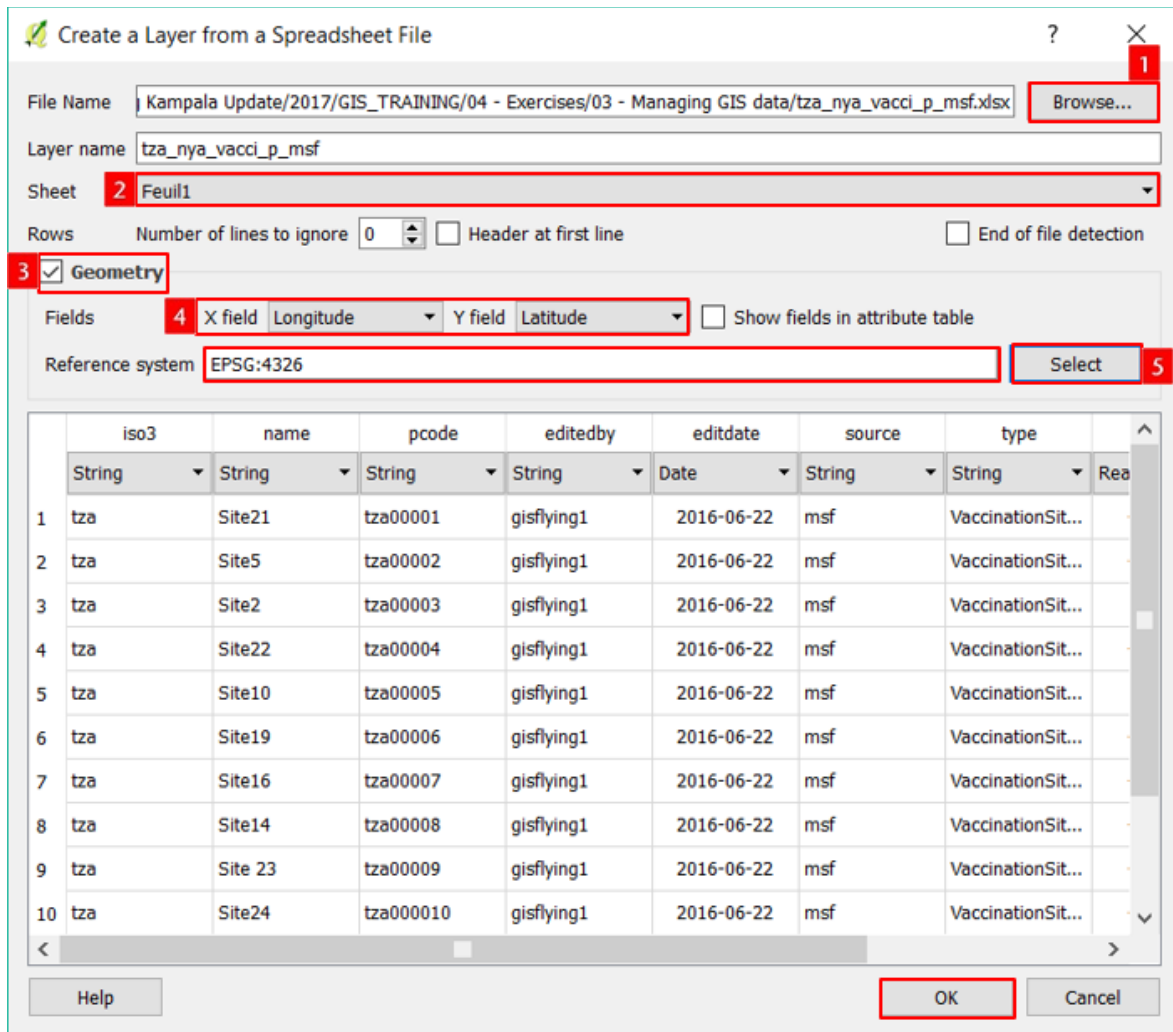 Create a Layer from a Spreadsheet File ?
1
File Name Kampala Update/2017/GIS_TRAINING/04 - Exercises/03 - Managing GIS data/tza_nya_vacci_p_msf.xlsx Browse...
Layer name tza_nya_vacci_p_msf
Sheet 2 Feuil1
Rows Number of lines to ignore 0 Header at first line End of file detection
3 Geometry
Fields 4 X field Longitude Y field Latitude Show fields in attribute table
Reference system EPSG:4326 Select 5
iso3 name pcode editedby editdate source type
String String String String Date String String Rea
1 tza Site21 tza00001 gisflying1 2016-06-22 msf VaccinationSit...
2 tza Site5 tza00002 gisflying1 2016-06-22 msf VaccinationSit...
3 tza Site2 tza00003 gisflying1 2016-06-22 msf VaccinationSit...
4 tza Site22 tza00004 gisflying1 2016-06-22 msf VaccinationSit...
5 tza Site10 tza00005 gisflying1 2016-06-22 msf VaccinationSit...
6 tza Site19 tza00006 gisflying1 2016-06-22 msf VaccinationSit...
7 tza Site16 tza00007 gisflying1 2016-06-22 msf VaccinationSit...
8 tza Site14 tza00008 gisflying1 2016-06-22 msf VaccinationSit...
9 tza Site 23 tza00009 gisflying1 2016-06-22 msf VaccinationSit...
10 tza Site24 tza000010 gisflying1 2016-06-22 msf VaccinationSit...
Help OK Cancel